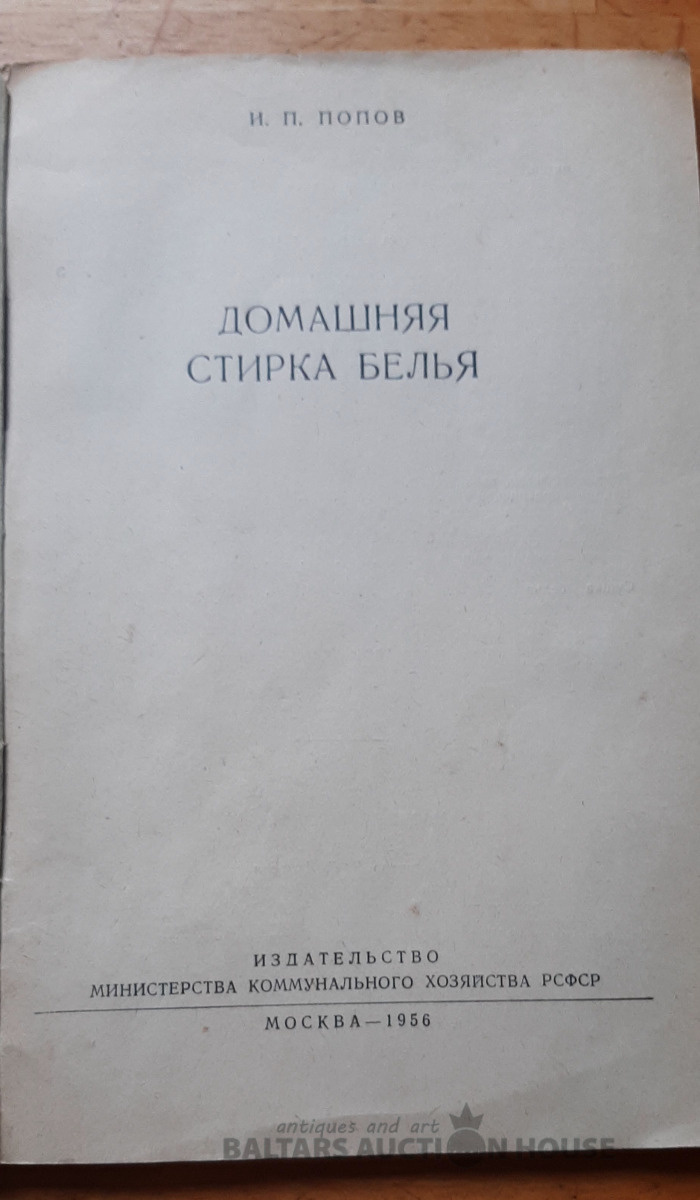 И. П. ПОПОВ
ДОМАШНЯЯ
СТИРКА БЕЛЬЯ
ИЗДАТЕЛЬСТВО
МИНИСТЕРСТВА КОММУНАЛЬНОГО ХОЗЯЙСТВА РСФСР
МОСКВА—1956
antiques and art
BALTARS AUCTION HOUSE